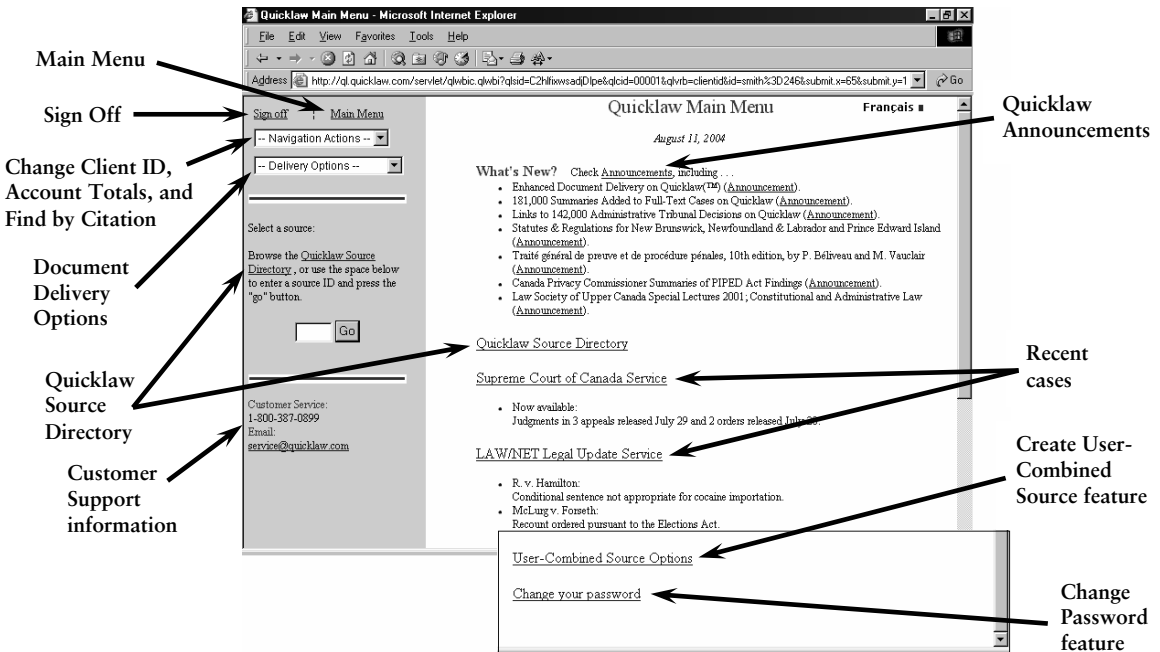 Quicklaw Main Menu - Microsoft Internet Explorer
File Edit View Favorites Tools Help
Address http://ql.quicklaw.com/servlet/qlwbic.qlwbi?qlsid=C2hlfixwsadjDlpe&qlcid=00001&qlvrb=clientid&id=smith%3D246&submit.x=65&submit.y=1 Go
Main Menu
Sign Off
Change Client ID,
Account Totals, and
Find by Citation
Document
Delivery
Options
Quicklaw
Source
Directory
Customer
Support
information
Sign off ¦ Main Menu
-- Navigation Actions --
-- Delivery Options --
Select a source:
Browse the Quicklaw Source
Directory , or use the space below
to enter a source ID and press the
"go" button.
Go
Customer Service:
1-800-387-0899
Email:
service@quicklaw.com
Quicklaw Main Menu Français
August 11, 2004
What's New? Check Announcements, including . . .
• Enhanced Document Delivery on Quicklaw(™) (Announcement).
• 181,000 Summaries Added to Full-Text Cases on Quicklaw (Announcement).
• Links to 142,000 Administrative Tribunal Decisions on Quicklaw (Announcement).
• Statutes & Regulations for New Brunswick, Newfoundland & Labrador and Prince Edward Island
(Announcement).
• Traité général de preuve et de procédure pénales, 10th edition, by P. Béliveau and M. Vauclair
(Announcement).
• Canada Privacy Commissioner Summaries of PIPED Act Findings (Announcement).
• Law Society of Upper Canada Special Lectures 2001; Constitutional and Administrative Law
(Announcement).
Quicklaw Source Directory
Supreme Court of Canada Service
• Now available:
Judgments in 3 appeals released July 29 and 2 orders released July
LAW/NET Legal Update Service
• R. v. Hamilton:
Conditional sentence not appropriate for cocaine importation.
• McLurg v. Forseth:
Recount ordered pursuant to the Elections Act.
User-Combined Source Options
Change your password
Quicklaw
Announcements
Recent
cases
Create User-
Combined
Source feature
Change
Password
feature